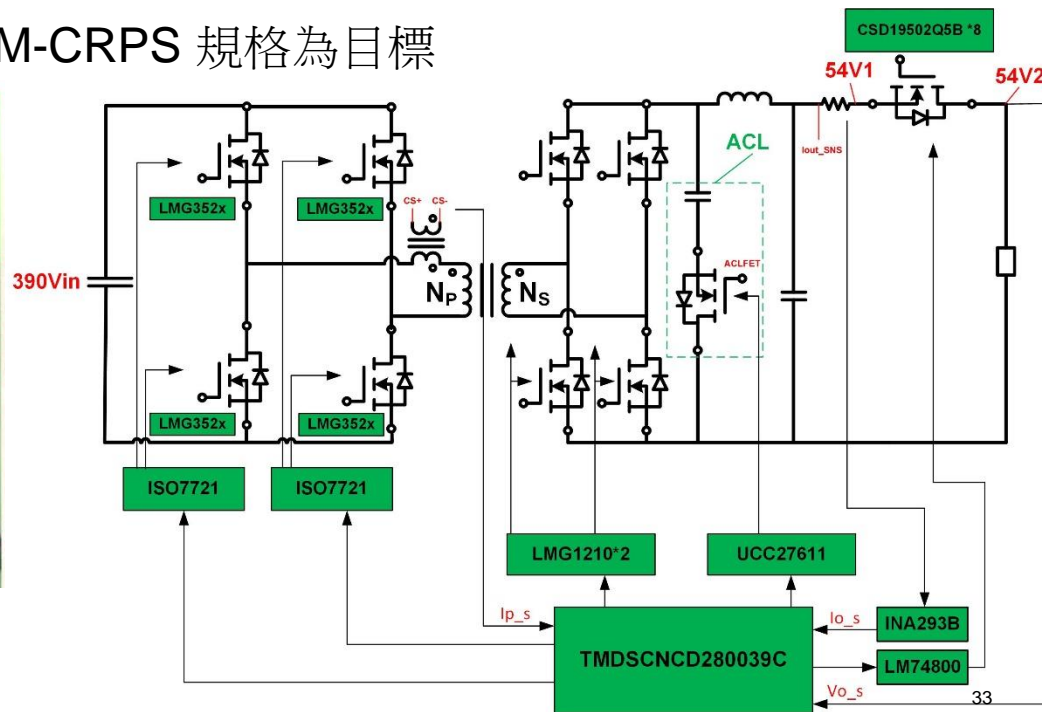 M-CRPS 規格為目標
CSD19502Q5B *8
54V1
54V2
Iout_SNS
ACL
LMG352x
LMG352x
CS+ CS-
390Vin
NP
NS
ACLFET
LMG352x
LMG352x
ISO7721
ISO7721
LMG1210*2
UCC27611
Ip_s
Io_s
INA293B
TMDSCNCD280039C
LM74800
Vo_s
33